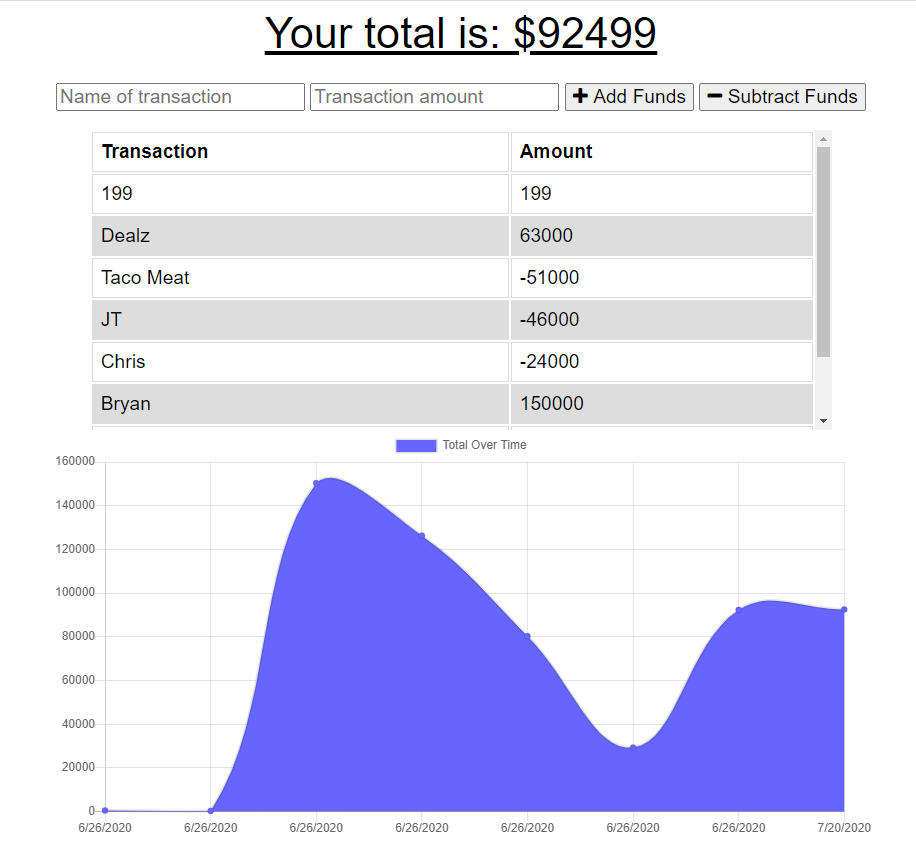 Your total is: $92499
Name of transaction Transaction amount Add Funds Subtract Funds
Transaction Amount
199 199
Dealz 63000
Taco Meat -51000
JT -46000
Chris -24000
Bryan 150000
Total Over Time
160000
140000
120000
100000
80000
60000
40000
20000
0
6/26/2020 6/26/2020 6/26/2020 6/26/2020 6/26/2020 6/26/2020 6/26/2020 7/20/2020